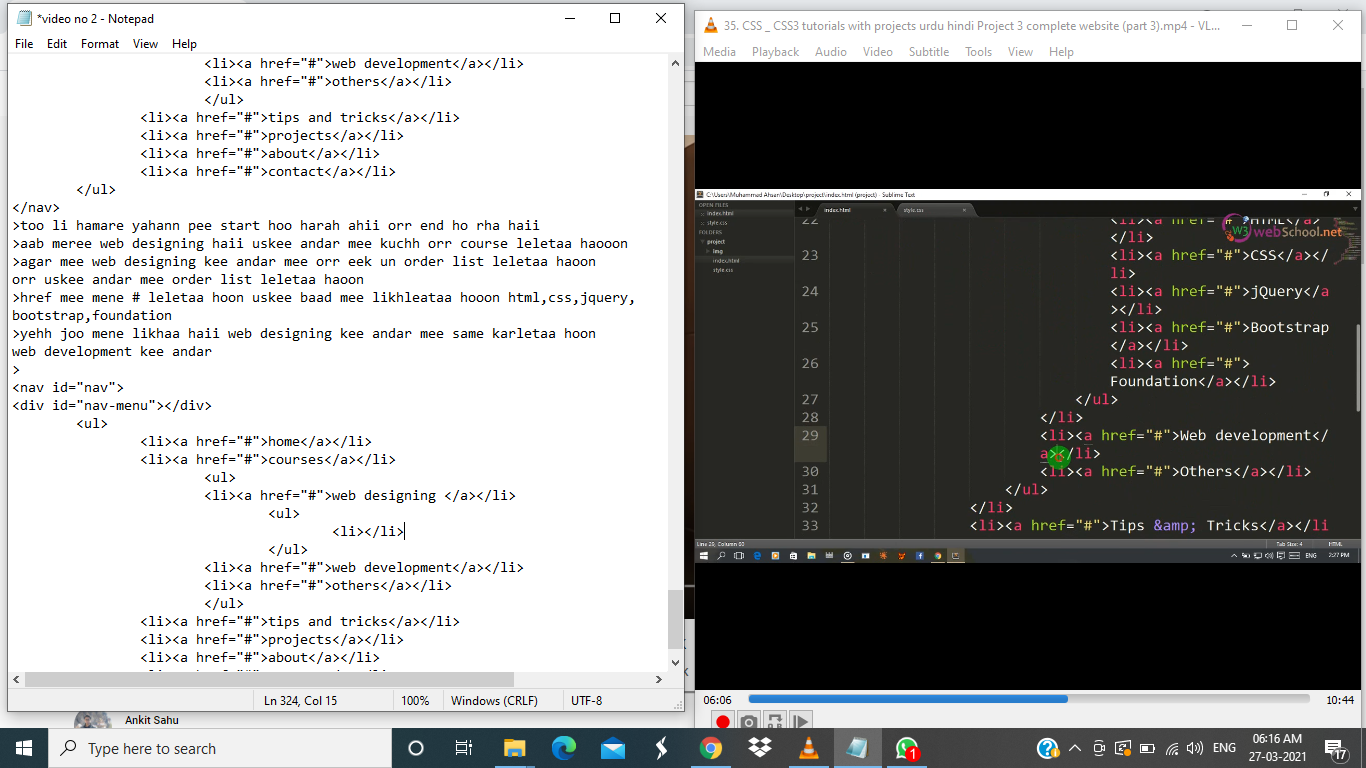 *video no 2 - Notepad
File Edit Format View Help
<li><a href="#">web development</a></li>
<li><a href="#">others</a></li>
</ul>
<li><a href="#">tips and tricks</a></li>
<li><a href="#">projects</a></li>
<li><a href="#">about</a></li>
<li><a href="#">contact</a></li>
</ul>
</nav>
>too li hamare yahann pee start hoo harah ahii orr end ho rha haii
>aab meree web designing haii uskee andar mee kuchh orr course leletaa haooon
>agar mee web designing kee andar mee orr eek un order list leletaa haoon
orr uskee andar mee order list leletaa haoon
>href mee mene # leletaa hoon uskee baad mee likhleataa hooon html,css,jquery,
bootstrap,foundation
>yehh joo mene likhaa haii web designing kee andar mee same karletaa hoon
web development kee andar
>
<nav id="nav">
<div id="nav-menu"></div>
<ul>
<li><a href="#">home</a></li>
<li><a href="#">courses</a></li>
<ul>
<li><a href="#">web designing </a></li>
<ul>
<li></li>
</ul>
<li><a href="#">web development</a></li>
<li><a href="#">others</a></li>
</ul>
<li><a href="#">tips and tricks</a></li>
<li><a href="#">projects</a></li>
<li><a href="#">about</a></li>
Ln 324, Col 15 100% Windows (CRLF) UTF-8
Ankit Sahu
35. CSS _ CSS3 tutorials with projects urdu hindi Project 3 complete website (part 3).mp4 - VL...
Media Playback Audio Video Subtitle Tools View Help
C:\Users\Muhammad Ahsan\Desktop\project\index.html (project) - Sublime Text
OPEN FILES
index.html
style.css
FOLDERS
project
img
index.html
style.css
index.html style.css
W3 webSchool.net
22 <li><a href="#">HTML</a>
</li>
23 <li><a href="#">CSS</a></
li>
24 <li><a href="#">jQuery</a
></li>
25 <li><a href="#">Bootstrap
</a></li>
26 <li><a href="#">
Foundation</a></li>
27 </ul>
28 </li>
29 <li><a href="#">Web development</
a></li>
30 <li><a href="#">Others</a></li>
31 </ul>
32 </li>
33 <li><a href="#">Tips &amp; Tricks</a></li
Line 29, Column 60 Tab Size: 4 HTML
ENG 2:27 PM
06:06 10:44
Type here to search
1
ENG
06:16 AM
27-03-2021
17